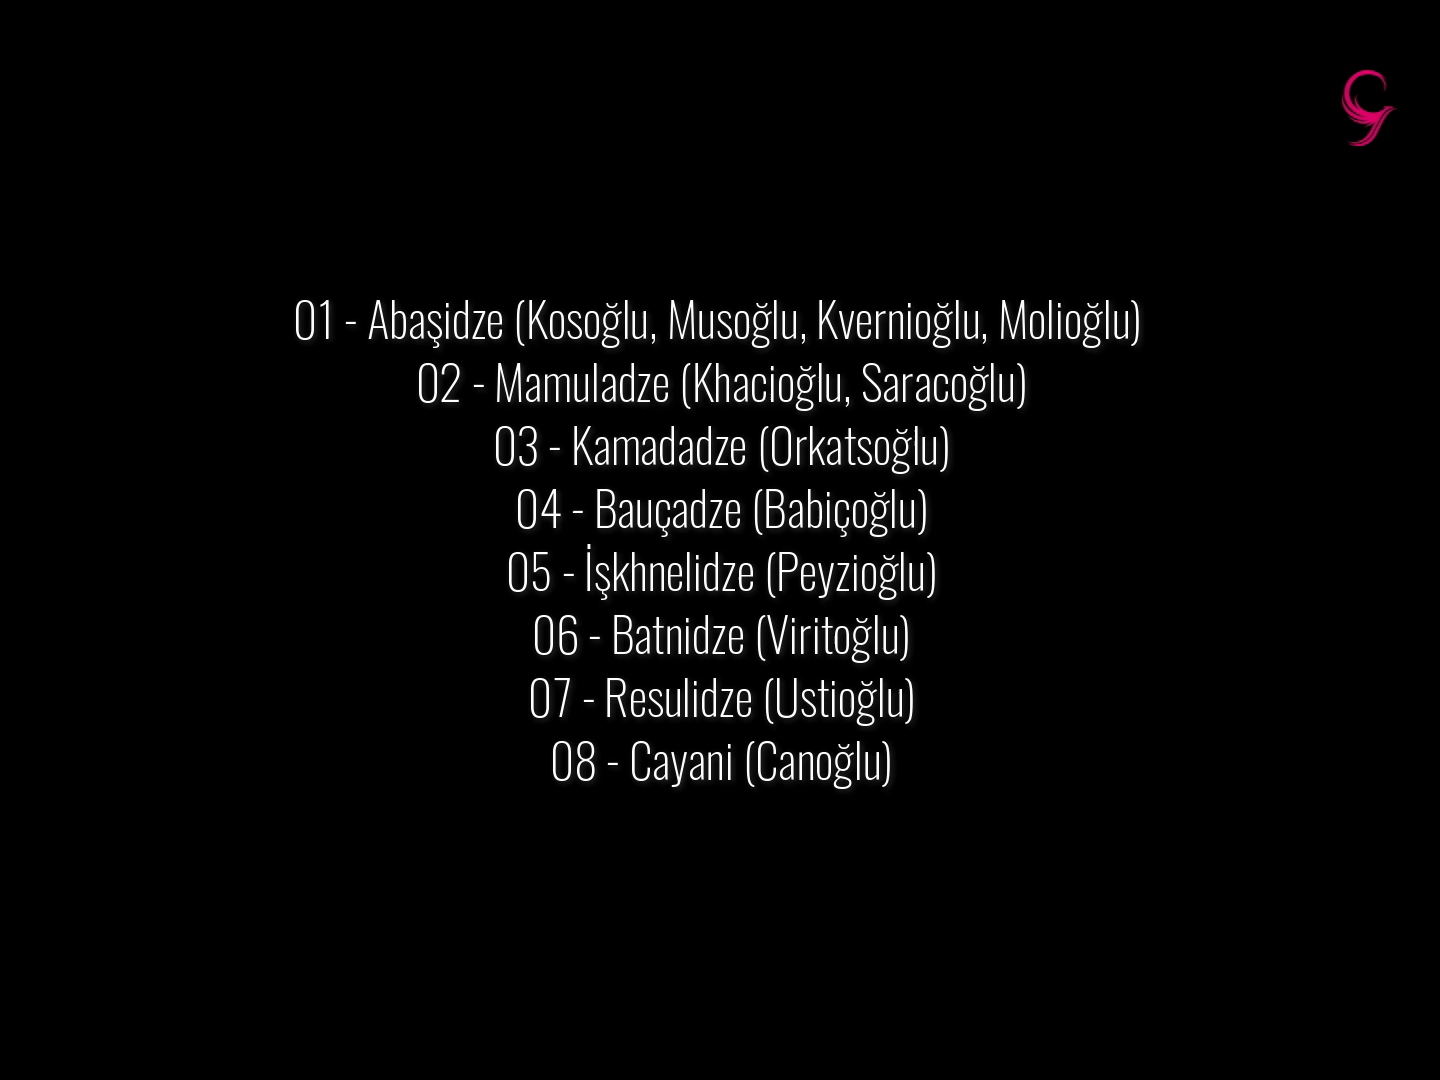 01 - Abaşidze (Kosoğlu, Musoğlu, Kvernioğlu, Molioğlu)
02 - Mamuladze (Khacioğlu, Saracoğlu)
03 - Kamadadze (Orkatsoğlu)
04 - Bauçadze (Babiçoğlu)
05 - İşkhnelidze (Peyzioğlu)
06 - Batnidze (Viritoğlu)
07 - Resulidze (Ustioğlu)
08 - Cayani (Canoğlu)